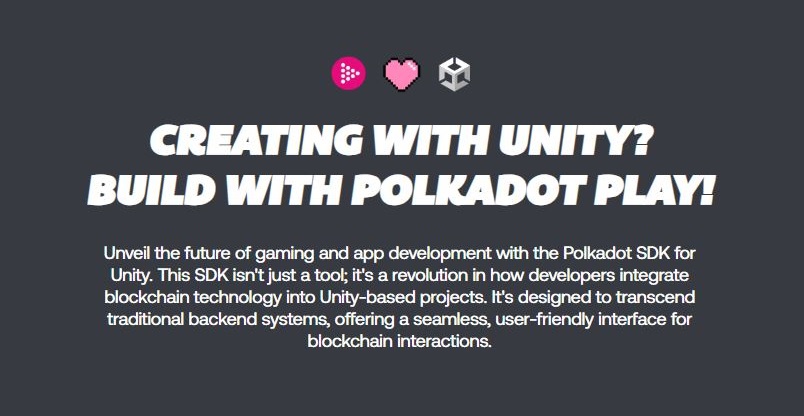 CREATING WITH UNITY?
BUILD WITH POLKADOT PLAY!
Unveil the future of gaming and app development with the Polkadot SDK for
Unity. This SDK isn't just a tool; it's a revolution in how developers integrate
blockchain technology into Unity-based projects. It's designed to transcend
traditional backend systems, offering a seamless, user-friendly interface for
blockchain interactions.